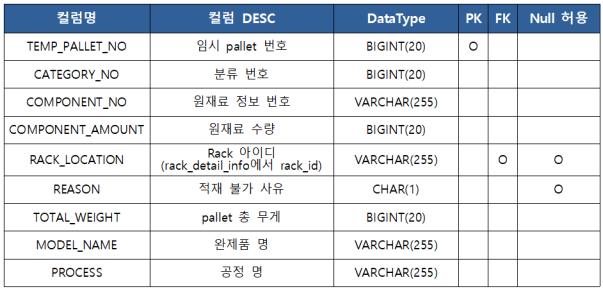 컬럼명 컬럼 DESC DataType PK FK Null 허용
TEMP_PALLET_NO 임시 pallet 번호 BIGINT(20) O
CATEGORY_NO 분류 번호 BIGINT(20)
COMPONENT_NO 원재료 정보 번호 VARCHAR(255)
COMPONENT_AMOUNT 원재료 수량 BIGINT(20)
RACK_LOCATION Rack 아이디 VARCHAR(255) O O
(rack_detail_info에서 rack_id)
REASON 적재 불가 사유 CHAR(1) O
TOTAL_WEIGHT pallet 총 무게 BIGINT(20)
MODEL_NAME 완제품 명 VARCHAR(255)
PROCESS 공정 명 VARCHAR(255)